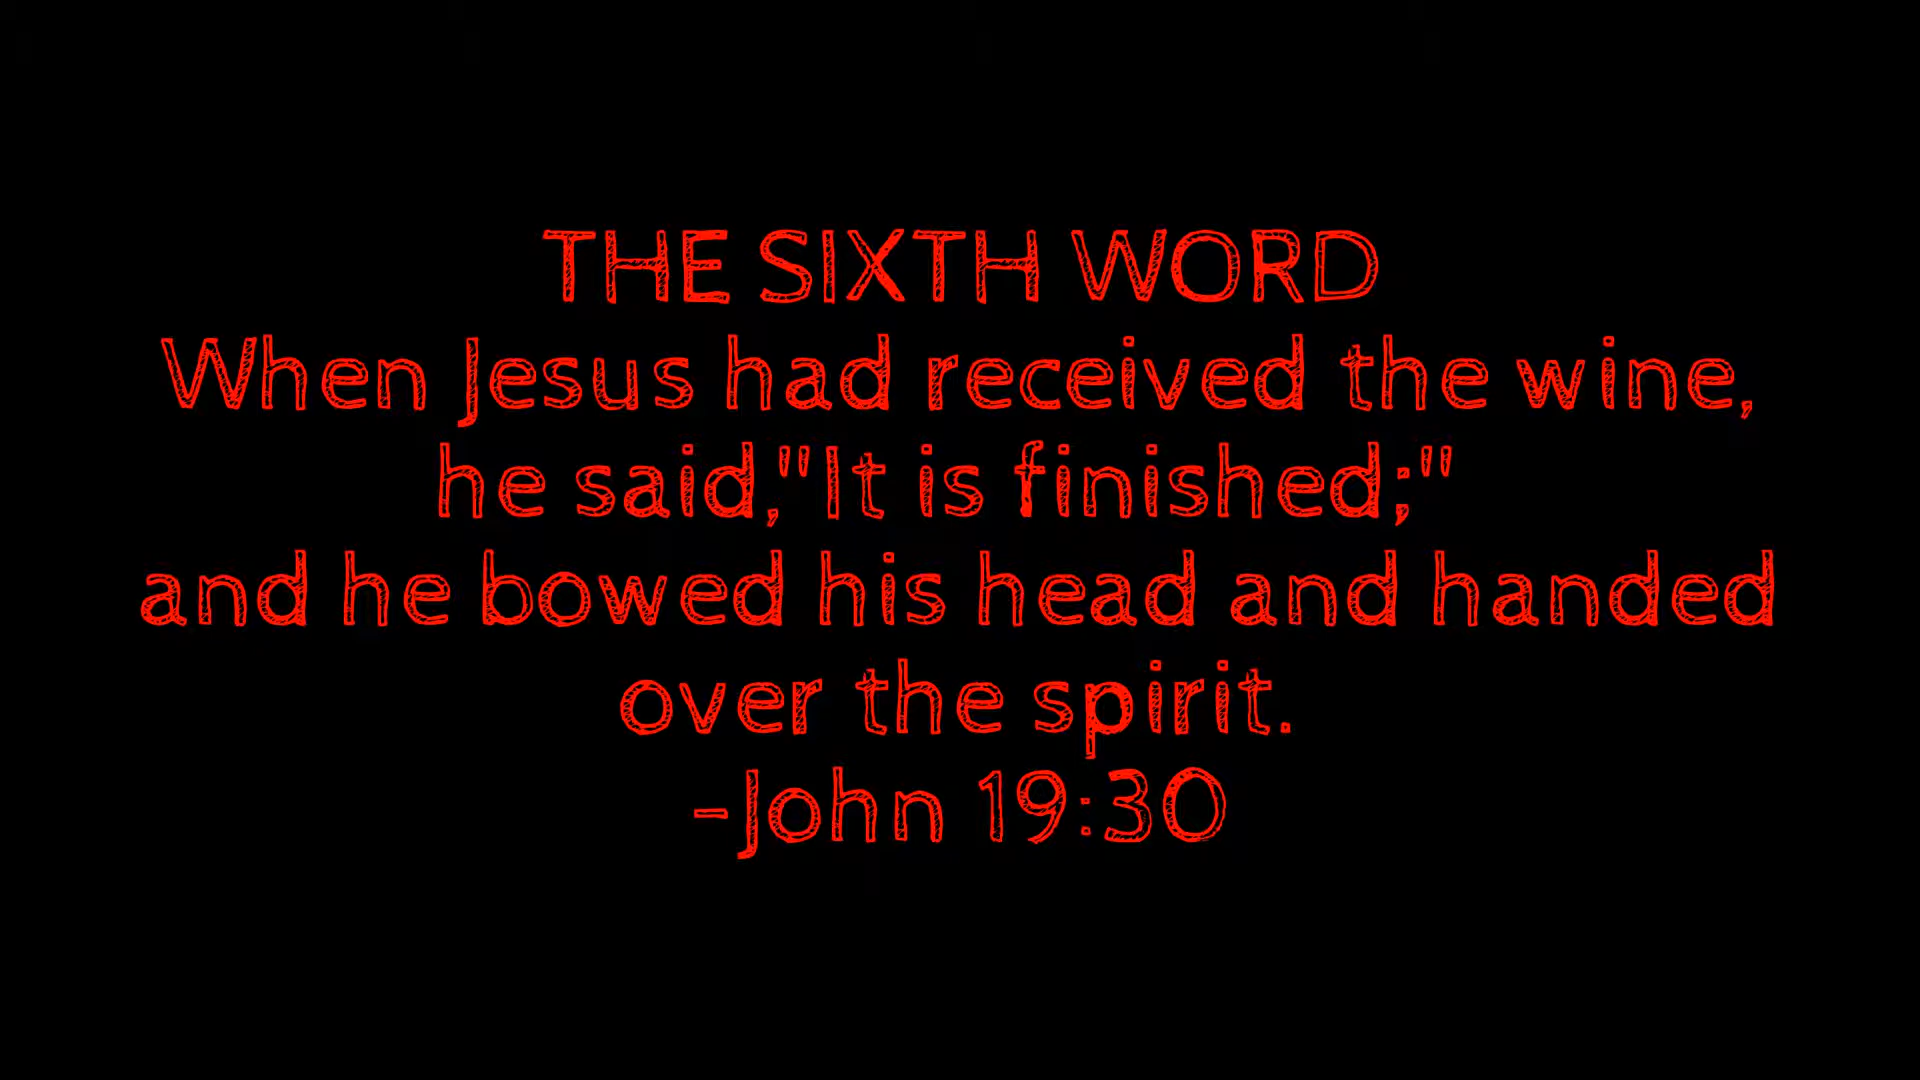 THE SIXTH WORD
When Jesus had received the wine,
he said,"It is finished;"
and he bowed his head and handed
over the spirit.
-John 19:30